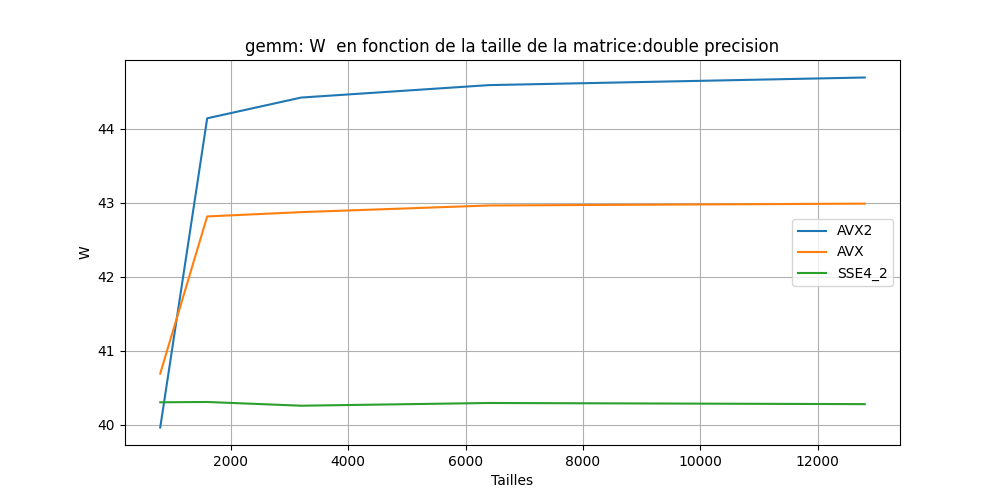 gemm: W  en fonction de la taille de la matrice:double precision
44
43
42
41
40
W
AVX2
AVX
SSE4_2
2000 4000 6000 8000 10000 12000
Tailles